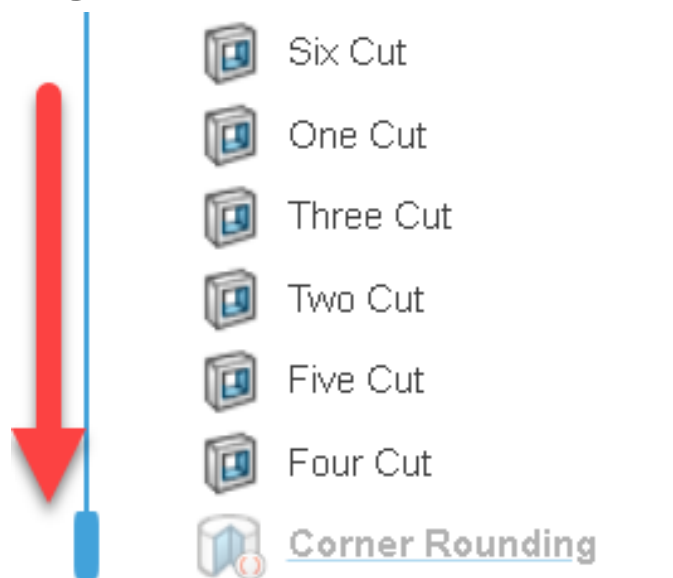 Six Cut
One Cut
Three Cut
Two Cut
Five Cut
Four Cut
Corner Rounding